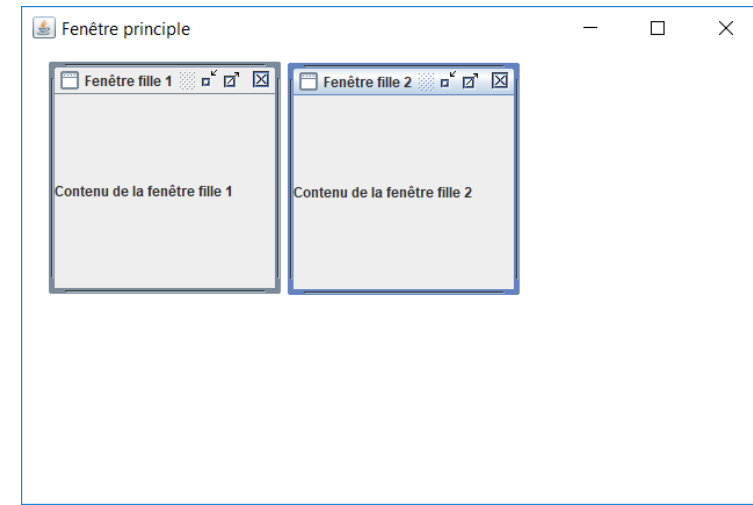 Fenêtre principle
Fenêtre fille 1
Fenêtre fille 2
Contenu de la fenêtre fille 1
Contenu de la fenêtre fille 2